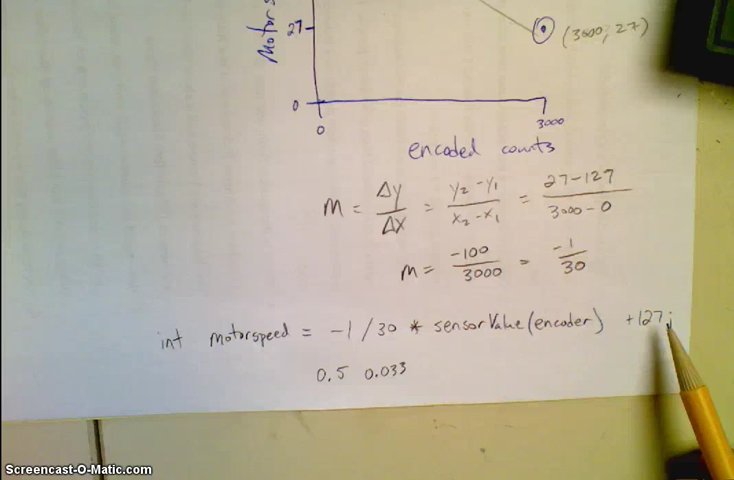 Motor s
27
(3000, 27)
0
0
3000
encoded counts
M = Δy/Δx = y₂-y₁/x₂-x₁ = 27-127/3000-0
M = -100/3000 = -1/30
int motorspeed = -1/30 * sensorValue(encoder) +127;
0.5 0.033
Screencast-O-Matic.com